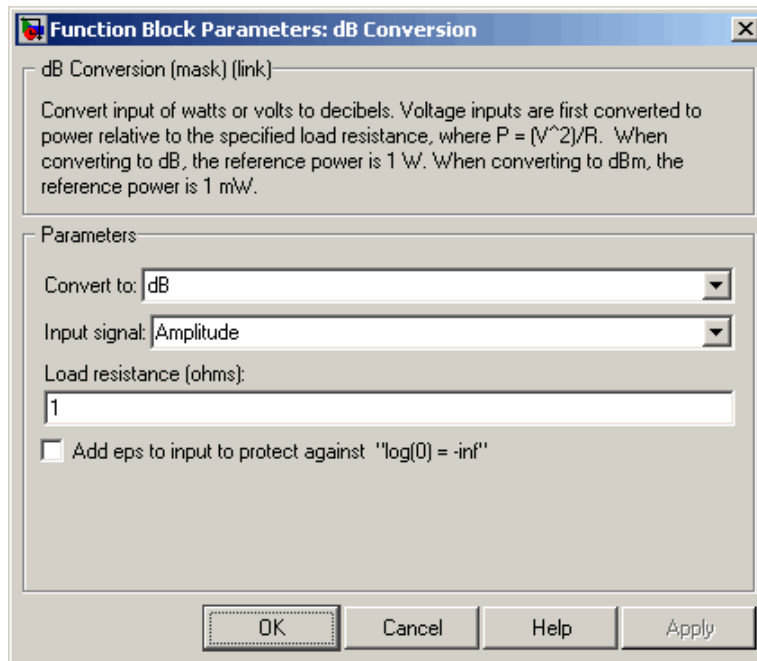 Function Block Parameters: dB Conversion
dB Conversion (mask) (link)
Convert input of watts or volts to decibels. Voltage inputs are first converted to
power relative to the specified load resistance, where P = (V^2)/R.  When
converting to dB, the reference power is 1 W. When converting to dBm, the
reference power is 1 mW.
Parameters
Convert to: dB
Input signal: Amplitude
Load resistance (ohms):
1
Add eps to input to protect against  "log(0) = -inf"
OK Cancel Help Apply